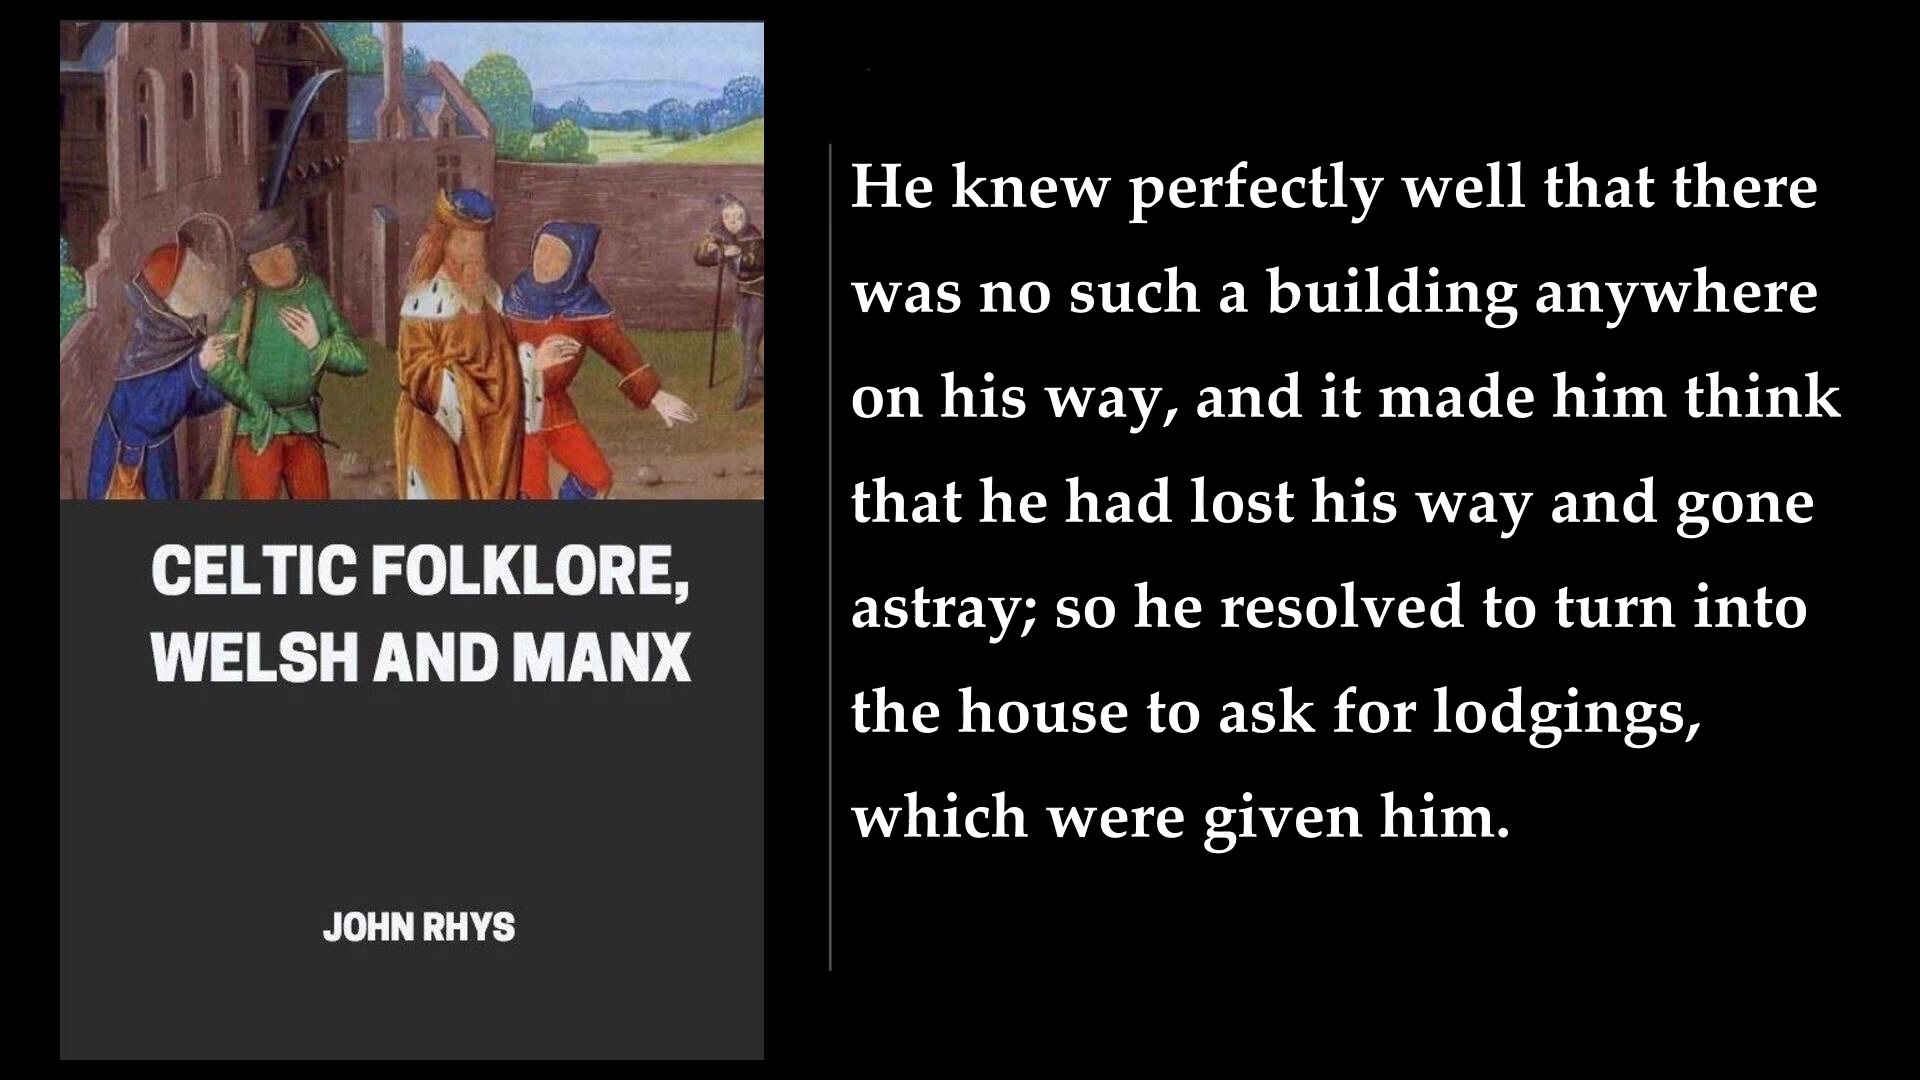 CELTIC FOLKLORE,
WELSH AND MANX
JOHN RHYS
He knew perfectly well that there
was no such a building anywhere
on his way, and it made him think
that he had lost his way and gone
astray; so he resolved to turn into
the house to ask for lodgings,
which were given him.